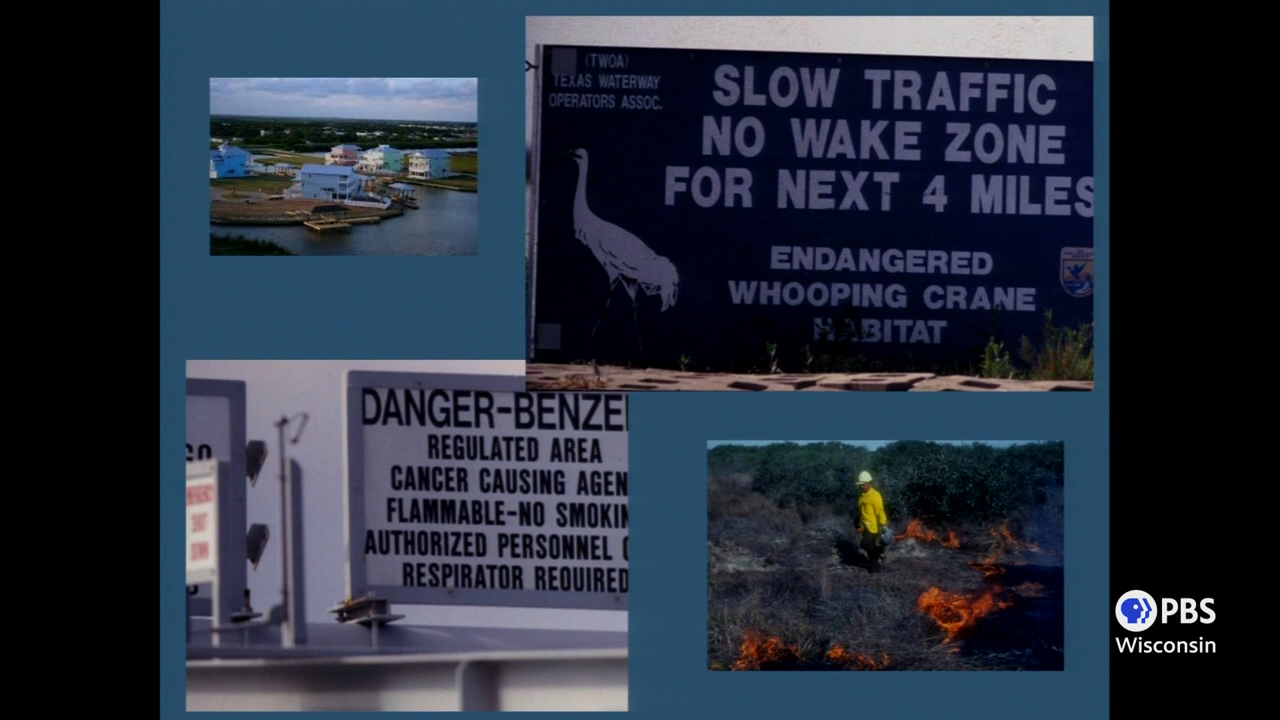 (TWOA)
TEXAS WATERWAY
OPERATORS ASSOC.
SLOW TRAFFIC
NO WAKE ZONE
FOR NEXT 4 MILES
ENDANGERED
WHOOPING CRANE
HABITAT
DANGER-BENZE
REGULATED AREA
CANCER CAUSING AGEN
FLAMMABLE-NO SMOKIN
AUTHORIZED PERSONNEL
RESPIRATOR REQUIRED
PBS
Wisconsin